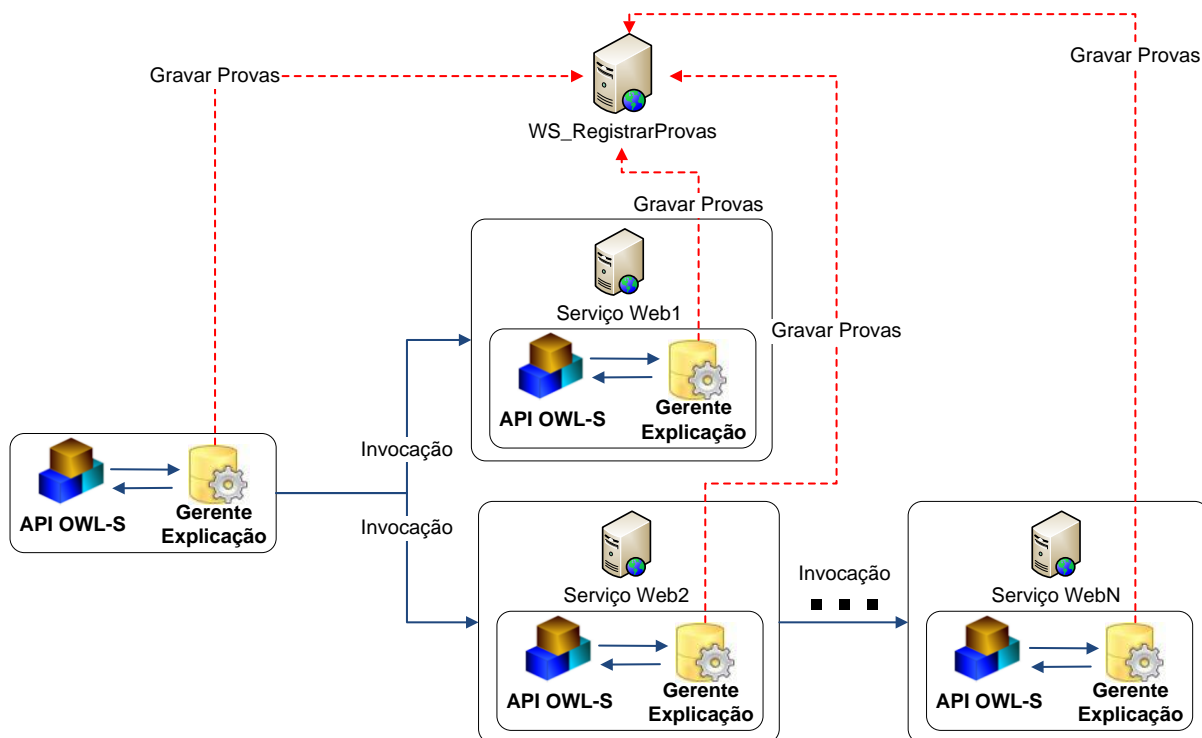 Gravar Provas
Gravar Provas
WS_RegistrarProvas
Gravar Provas
Serviço Web1
Gravar Provas
API OWL-S
Gerente
Explicação
Invocação
API OWL-S
Gerente
Explicação
Invocação
Serviço Web2
Invocação
Serviço WebN
API OWL-S
Gerente
Explicação
API OWL-S
Gerente
Explicação